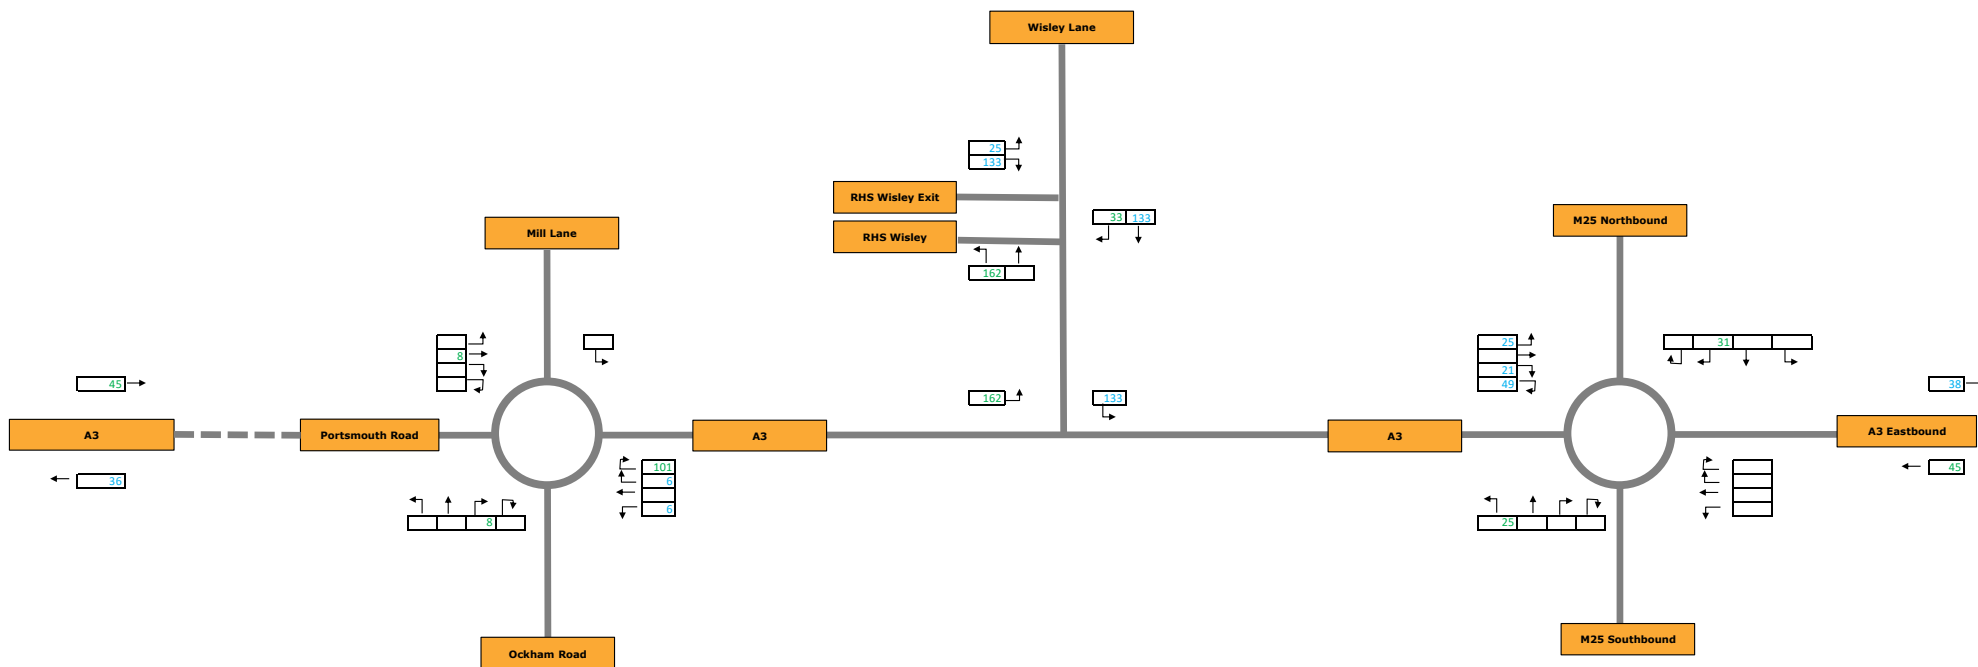 Wisley Lane
25
133
RHS Wisley Exit
33 133
M25 Northbound
Mill Lane
RHS Wisley
162
8
25
31
21
49
45
162
133
38
A3
Portsmouth Road
A3
A3
A3 Eastbound
36
101
6
6
45
8
25
Ockham Road
M25 Southbound